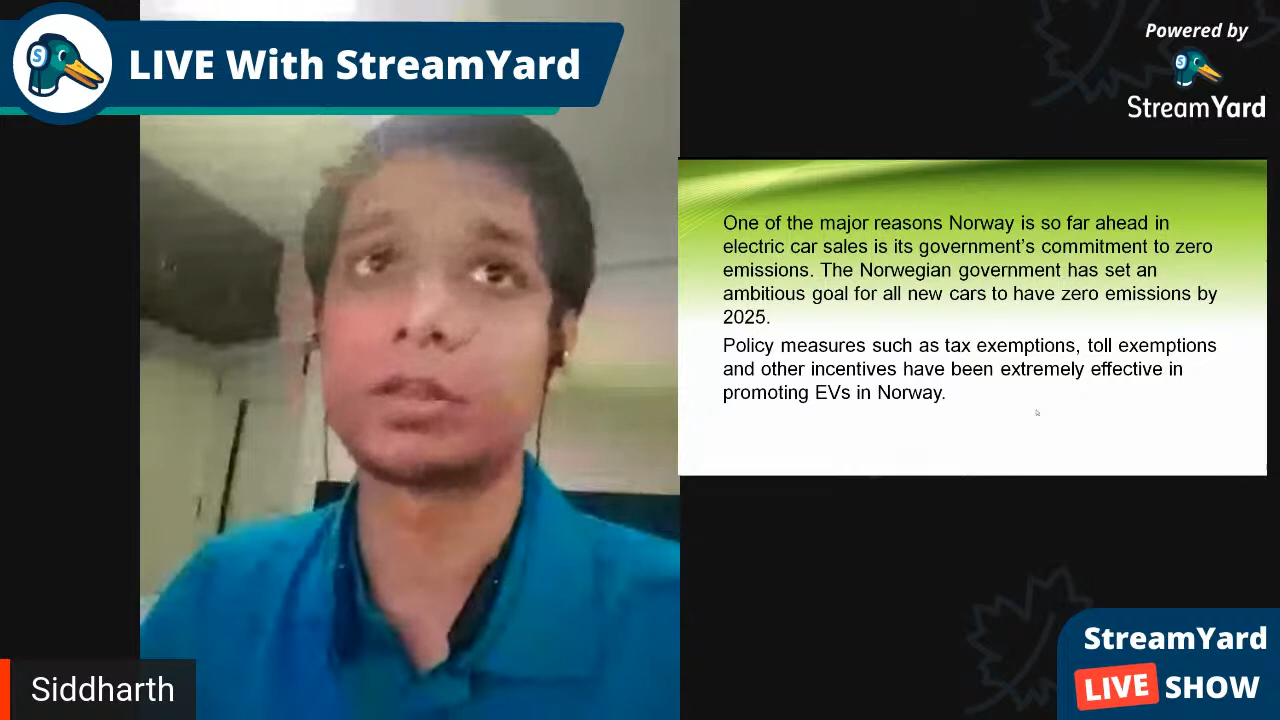 S
LIVE With StreamYard
Powered by
S
StreamYard
One of the major reasons Norway is so far ahead in
electric car sales is its government’s commitment to zero
emissions. The Norwegian government has set an
ambitious goal for all new cars to have zero emissions by
2025.
Policy measures such as tax exemptions, toll exemptions
and other incentives have been extremely effective in
promoting EVs in Norway.
Siddharth
StreamYard
LIVE SHOW